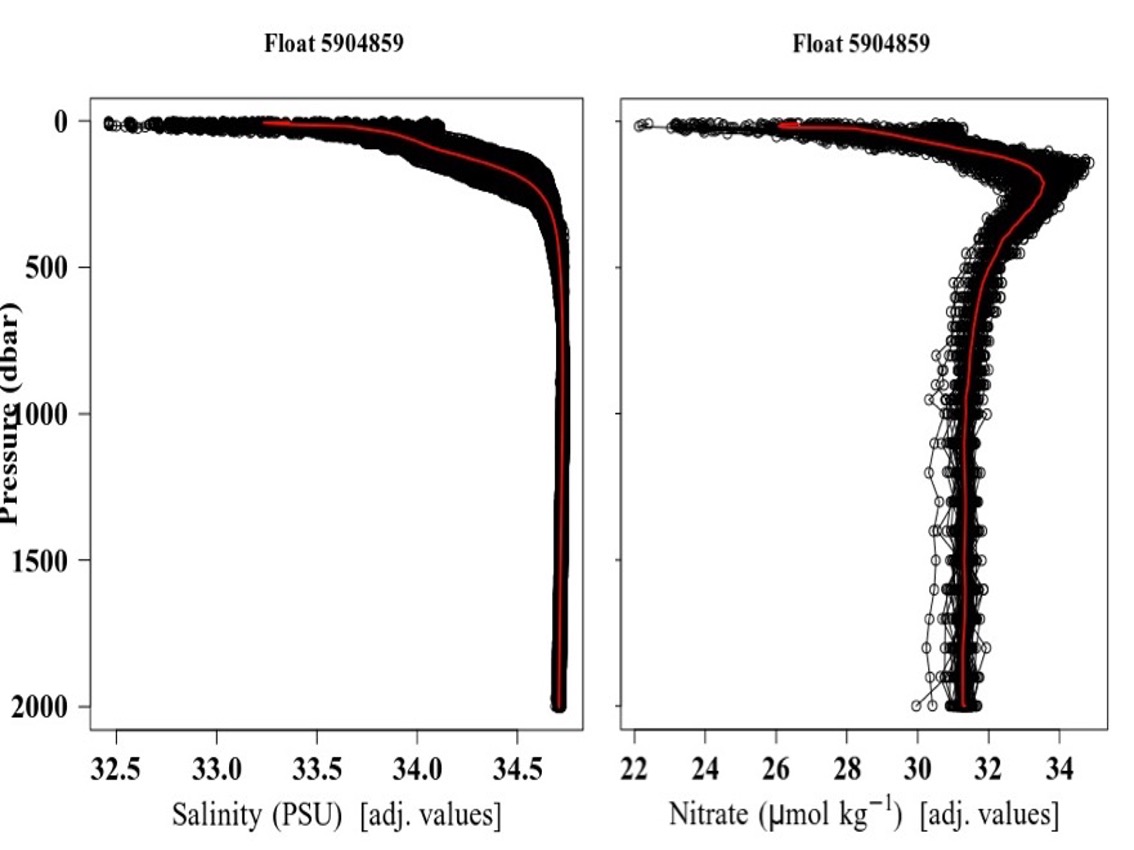 Float 5904859
Float 5904859
Pressure (dbar)
0
500
1000
1500
2000
32.5 33.0 33.5 34.0 34.5
22 24 26 28 30 32 34
Salinity (PSU) [adj. values]
Nitrate (μmol kg⁻¹) [adj. values]